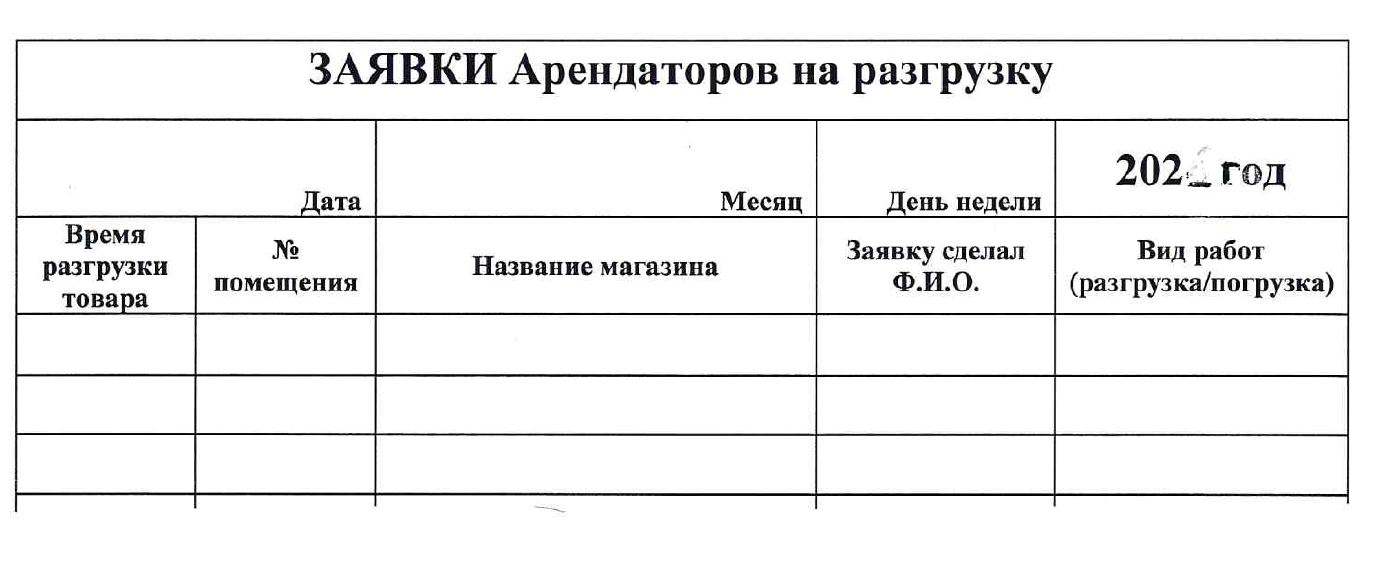 ЗАЯВКИ Арендаторов на разгрузку
Дата
Месяц
День недели
год
Время
разгрузки
товара
№
помещения
Название магазина
Заявку сделал
Ф.И.О.
Вид работ
(разгрузка/погрузка)